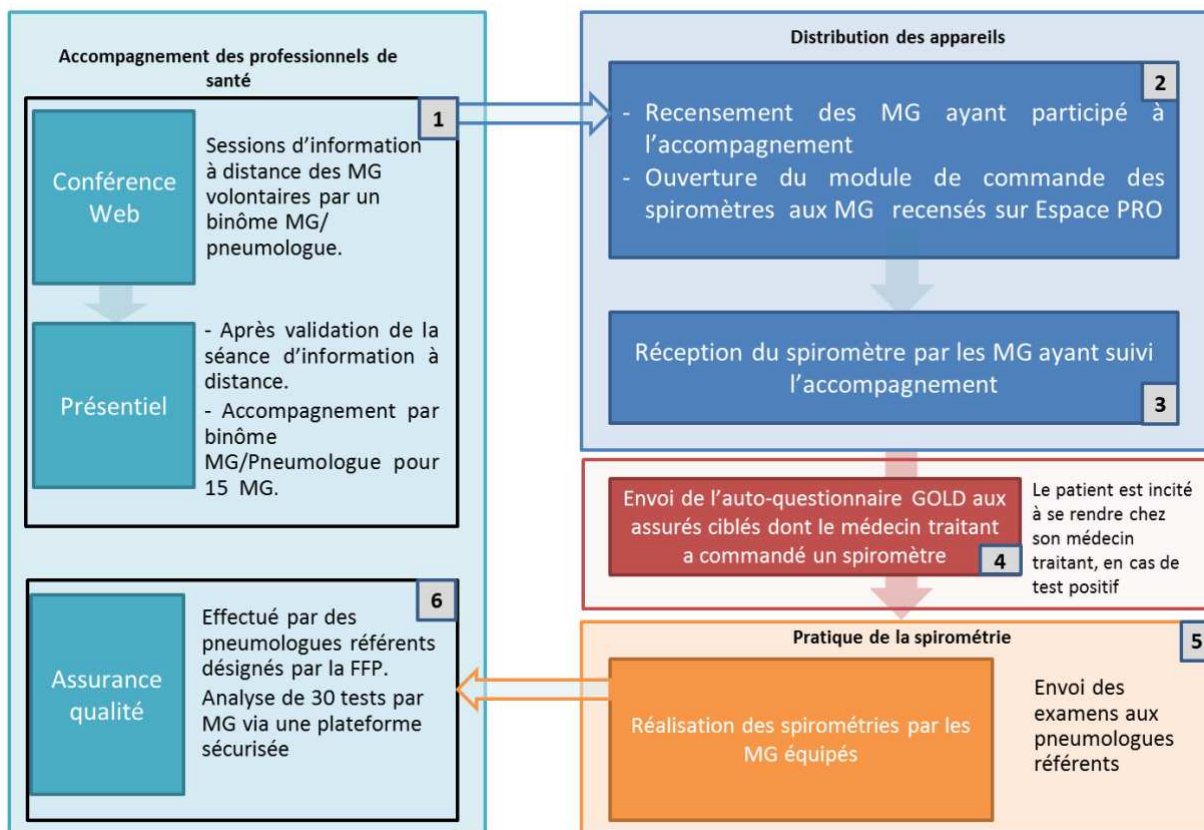 Accompagnement des professionnels de
santé
1
Conférence
Web
Sessions d’information
à distance des MG
volontaires par un
binôme MG/
pneumologue.
Présentiel
- Après validation de la
séance d’information à
distance.
- Accompagnement par
binôme
MG/Pneumologue pour
15 MG.
Distribution des appareils
2
- Recensement des MG ayant participé à
l’accompagnement
- Ouverture du module de commande des
spiromètres aux MG recensés sur Espace PRO
Réception du spiromètre par les MG ayant suivi
l’accompagnement
3
Envoi de l’auto-questionnaire GOLD aux
assurés ciblés dont le médecin traitant
a commandé un spiromètre
4
Le patient est incité
à se rendre chez
son médecin
traitant, en cas de
test positif
Pratique de la spirométrie
5
Réalisation des spirométries par les
MG équipés
Envoi des
examens aux
pneumologues
référents
6
Assurance
qualité
Effectué par des
pneumologues référents
désignés par la FFP.
Analyse de 30 tests par
MG via une plateforme
sécurisée